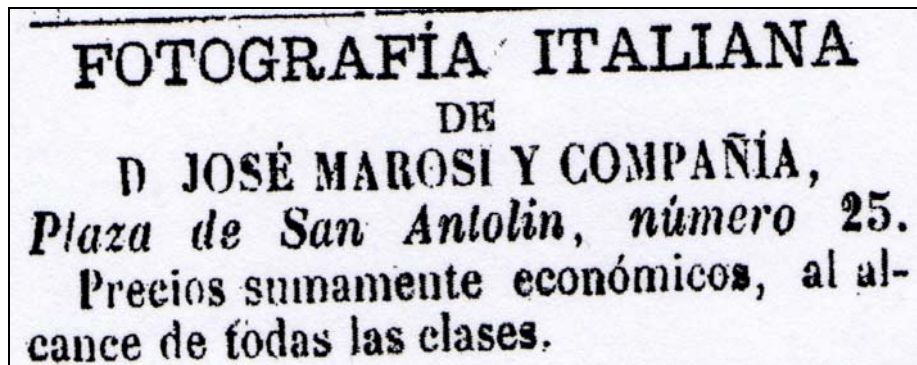 FOTOGRAFÍA ITALIANA
DE
D JOSÉ MAROSI Y COMPAÑÍA,
Plaza de San Antolin, número 25.
Precios sumamente económicos, al al-
cance de todas las clases.